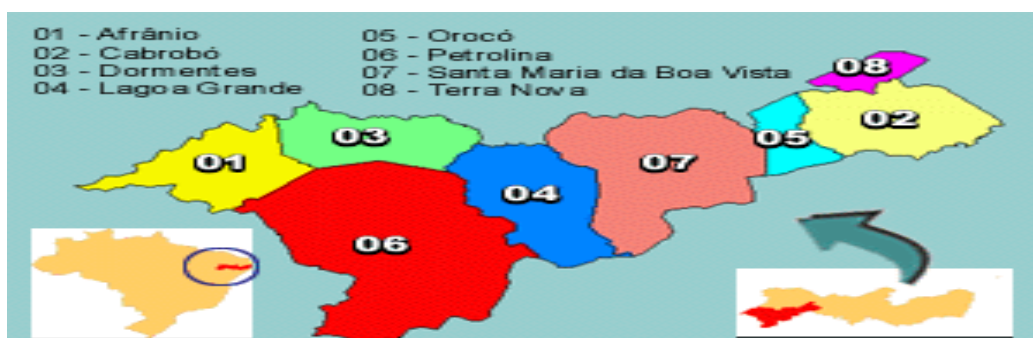 01 - Afrânio
02 - Cabrobó
03 - Dormentes
04 - Lagoa Grande
05 - Orocó
06 - Petrolina
07 - Santa Maria da Boa Vista
08 - Terra Nova
08
03
05
02
01
07
04
06